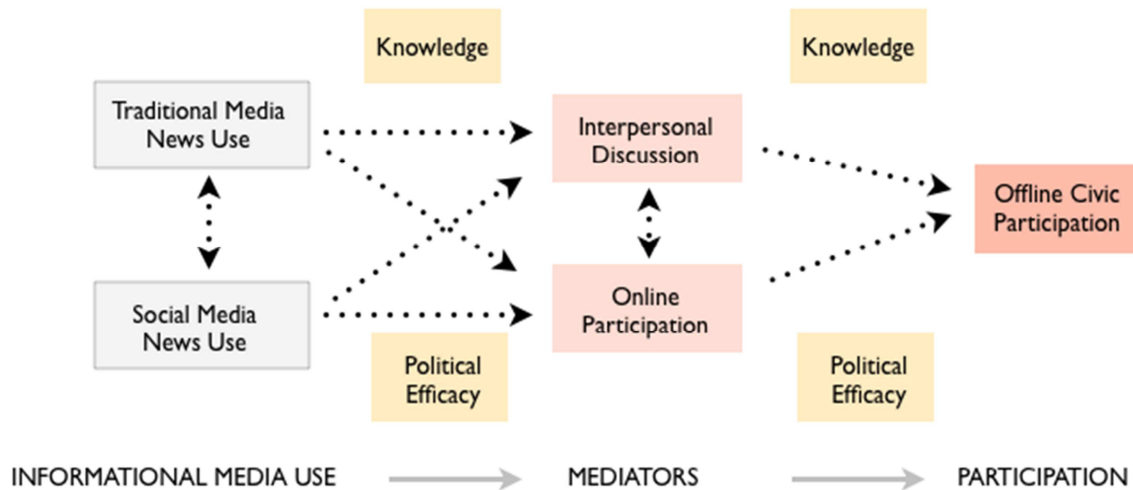 Knowledge
Knowledge
Traditional Media
News Use
Interpersonal
Discussion
Offline Civic
Participation
Social Media
News Use
Online
Participation
Political
Efficacy
Political
Efficacy
INFORMATIONAL MEDIA USE
MEDIATORS
PARTICIPATION